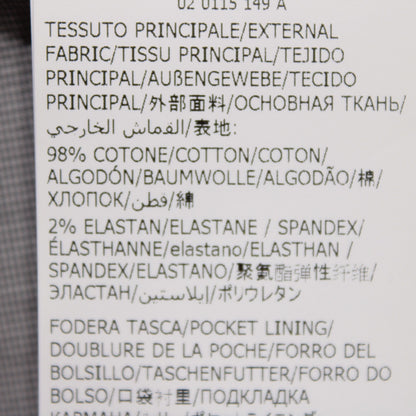 02 0115 149 A
TESSUTO PRINCIPALE/EXTERNAL
FABRIC/TISSU PRINCIPAL/TEJIDO
PRINCIPAL/AUßENGEWEBE/TECIDO
PRINCIPAL/外部面料/ОСНОВНАЯ ТКАНЬ/
القماش الخارجي/表地:
98% COTONE/COTTON/COTON/
ALGODÓN/BAUMWOLLE/ALGODÃO/棉/
ХЛОПОК/قطن/綿
2% ELASTAN/ELASTANE / SPANDEX/
ÉLASTHANNE/elastano/ELASTHAN /
SPANDEX/ELASTANO/聚氨酯弹性纤维/
ЭЛАСТАН/إيلاستين/ポリウレタン
FODERA TASCA/POCKET LINING/
DOUBLURE DE LA POCHE/FORRO DEL
BOLSILLO/TASCHENFUTTER/FORRO DO
BOLSO/口袋衬里/ПОДКЛАДКА